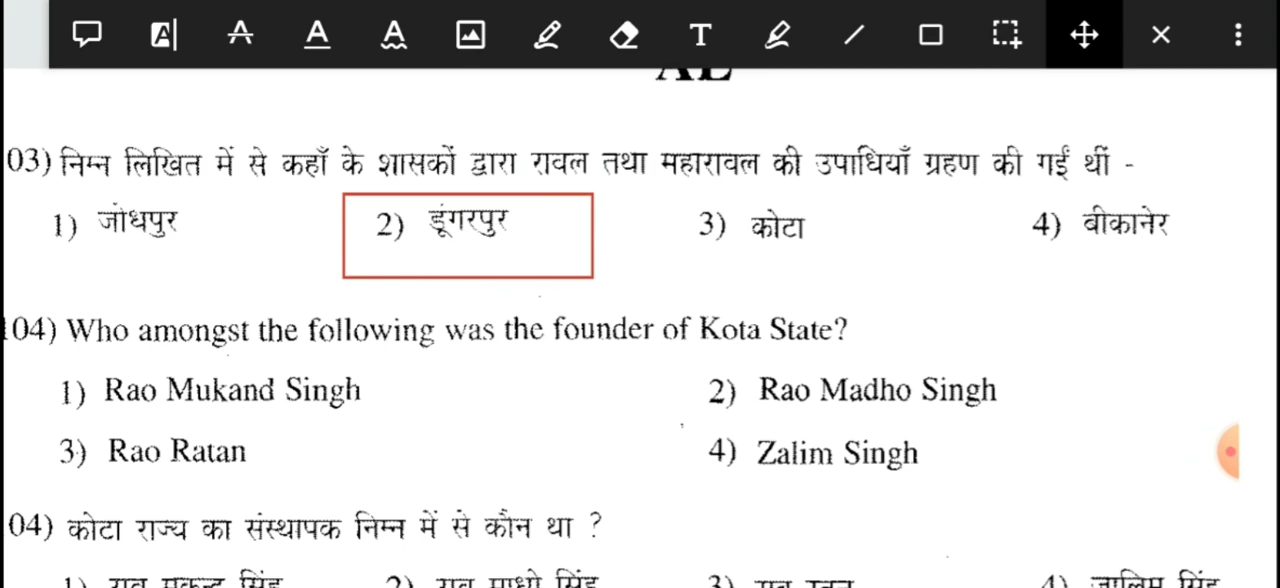 03) निम्न लिखित में से कहाँ के शासकों द्वारा रावल तथा महारावल की उपाधियाँ ग्रहण की गईं थीं -
1) जोधपुर 2) डूंगरपुर 3) कोटा 4) बीकानेर
104) Who amongst the following was the founder of Kota State?
1) Rao Mukand Singh 2) Rao Madho Singh
3) Rao Ratan 4) Zalim Singh
04) कोटा राज्य का संस्थापक निम्न में से कौन था ?